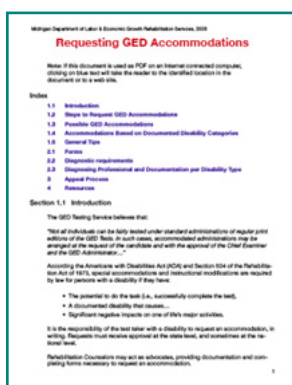 Michigan Department of Labor & Economic Growth Rehabilitation Services, 2005
Requesting GED Accommodations
Note: If this document is used as PDF on an Internet connected computer,
clicking on blue text will take the reader to the identified location in the
document or to a web site.
Index
1.1 Introduction
1.2 Steps to Request GED Accommodations
1.3 Possible GED Accommodations
1.4 Accommodations Based on Documented Disability Categories
1.5 General Tips
2.1 Forms
2.2 Diagnostic requirements
2.3 Diagnosing Professional and Documentation per Disability Type
3 Appeal Process
4 Resources
Section 1.1 Introduction
The GED Testing Service believes that:
"Not all individuals can be fairly tested under standard administrations of regular print
editions of the GED Tests. In such cases, accommodated administrations may be
arranged at the request of the candidate and with the approval of the Chief Examiner
and the GED Administrator..."
According the Americans with Disabilities Act (ADA) and Section 504 of the Rehabilita-
tion Act of 1973, special accommodations and instructional modifications are required
by law for persons with a disability if they have:
• The potential to do the task (i.e., successfully complete the test),
• A documented disability that causes...
• Significant negative impacts on one of life's major activities.
It is the responsibility of the test taker with a disability to request an accommodation, in
writing. Requests must receive approval at the state level, and sometimes at the na-
tional level.
Rehabilitation Counselors may act as advocates, providing documentation and com-
pleting forms necessary to request an accommodation.